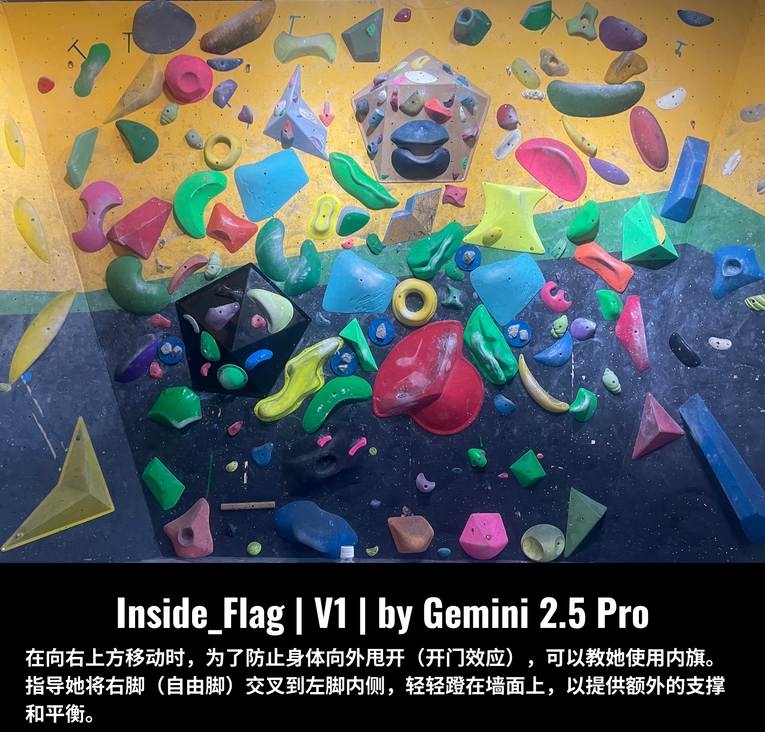 Inside_Flag | V1 | by Gemini 2.5 Pro
在向右上方移动时，为了防止身体向外甩开（开门效应），可以教她使用内旗。
指导她将右脚（自由脚）交叉到左脚内侧，轻轻蹬在墙面上，以提供额外的支撑
和平衡。